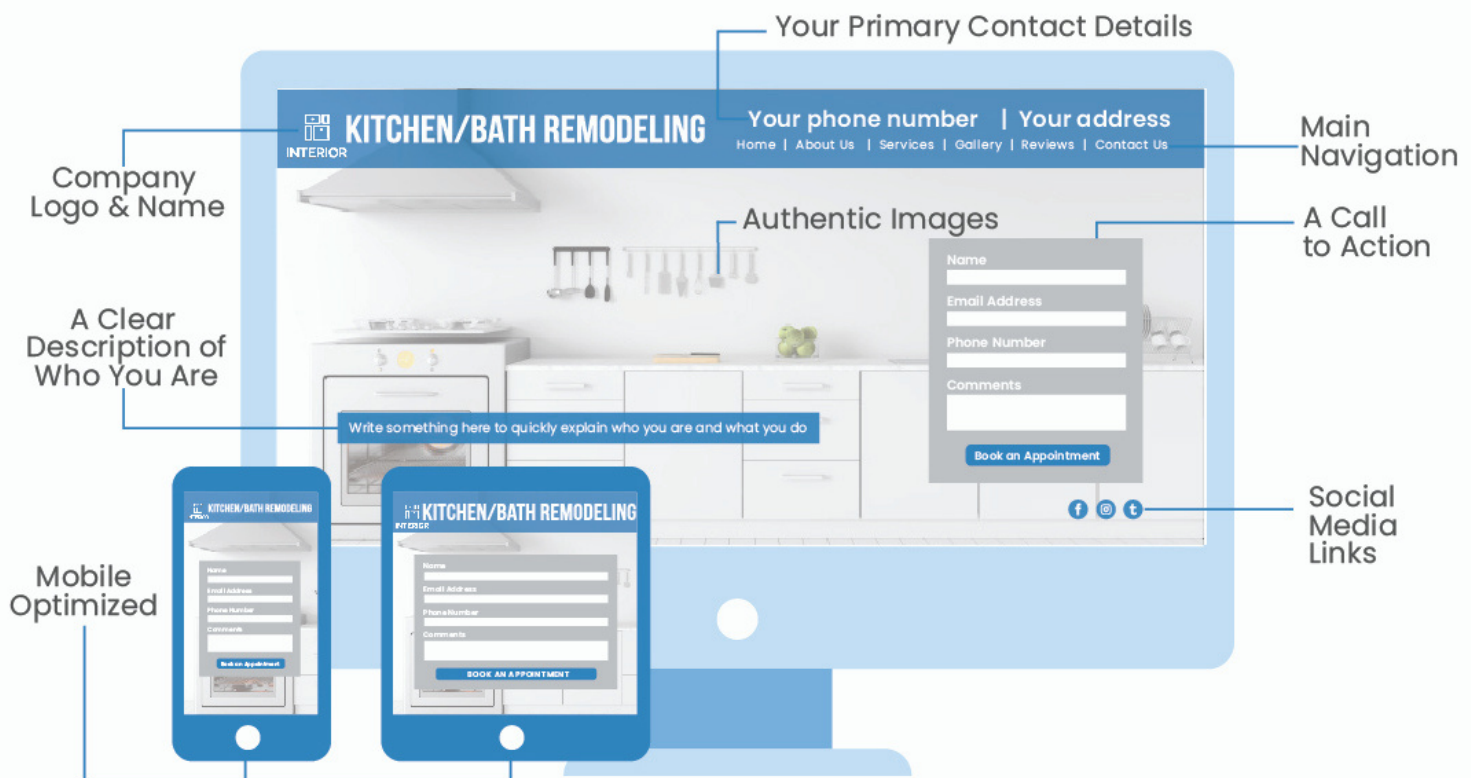 Your Primary Contact Details
KITCHEN/BATH REMODELING
INTERIOR
Your phone number | Your address
Home | About Us | Services | Gallery | Reviews | Contact Us
Main
Navigation
Company
Logo & Name
Authentic Images
A Call
to Action
Name
Email Address
Phone Number
Comments
Book an Appointment
A Clear
Description of
Who You Are
Write something here to quickly explain who you are and what you do
Social
Media
Links
f
t
Mobile
Optimized
KITCHEN/BATH REMODELING
Name
Email Address
Phone Number
Comments
Book an Appointment
KITCHEN/BATH REMODELING
INTERIOR
Name
Email Address
Phone Number
Comments
BOOK AN APPOINTMENT